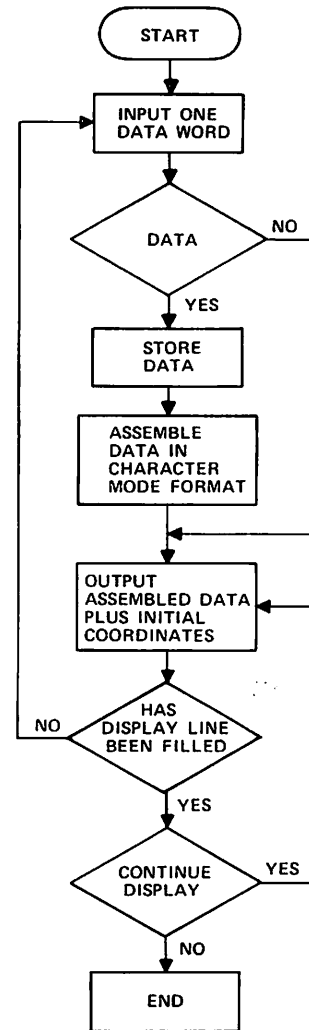 START
INPUT ONE
DATA WORD
DATA
NO
YES
STORE
DATA
ASSEMBLE
DATA IN
CHARACTER
MODE FORMAT
OUTPUT
ASSEMBLED DATA
PLUS INITIAL
COORDINATES
NO
HAS
DISPLAY LINE
BEEN FILLED
YES
CONTINUE
DISPLAY
YES
NO
END